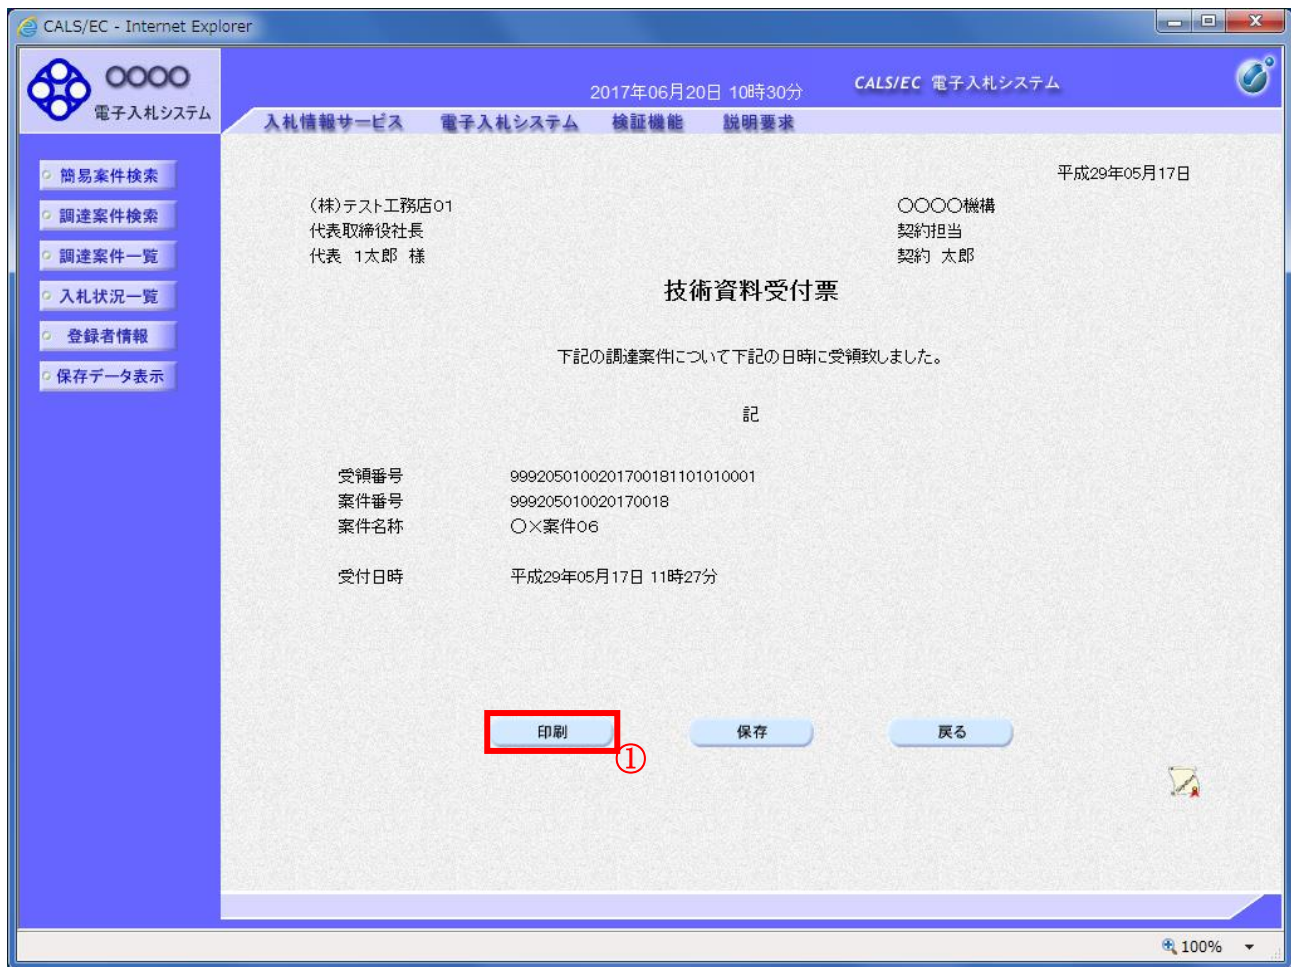 CALS/EC - Internet Explorer
〇〇〇〇
電子入札システム
2017年06月20日 10時30分
CALS/EC 電子入札システム
入札情報サービス 電子入札システム 検証機能 説明要求
簡易案件検索
調達案件検索
調達案件一覧
入札状況一覧
登録者情報
保存データ表示
平成29年05月17日
(株)テスト工務店01
代表取締役社長
代表 1太郎 様
〇〇〇〇機構
契約担当
契約 太郎
技術資料受付票
下記の調達案件について下記の日時に受領致しました。
記
受領番号 9992050100201700181101010001
案件番号 999205010020170018
案件名称 〇×案件06
受付日時 平成29年05月17日 11時27分
印刷 保存 戻る
①
100%